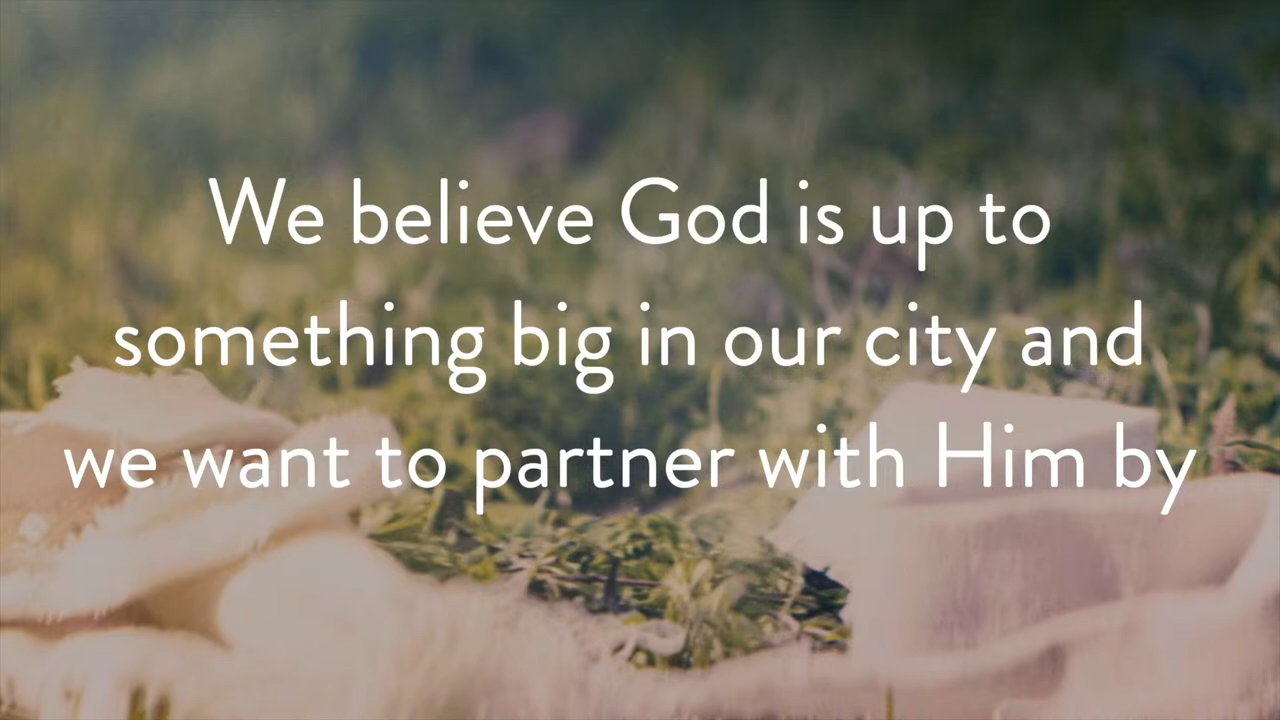 We believe God is up to
something big in our city and
we want to partner with Him by